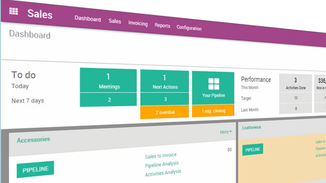 Sales
Dashboard Sales Invoicing Reports Configuration
Dashboard
To do
Today
Next 7 days
1
Meetings
2
1
Next Actions
3
2 overdue
Your Pipeline
1 exp. closing
Performance
This Month
Target
Last Month
3
Activities Done
10
Accessories
More
PIPELINE
Sales to Invoice
Pipeline Analysis
Activities Analysis
PIPELINE